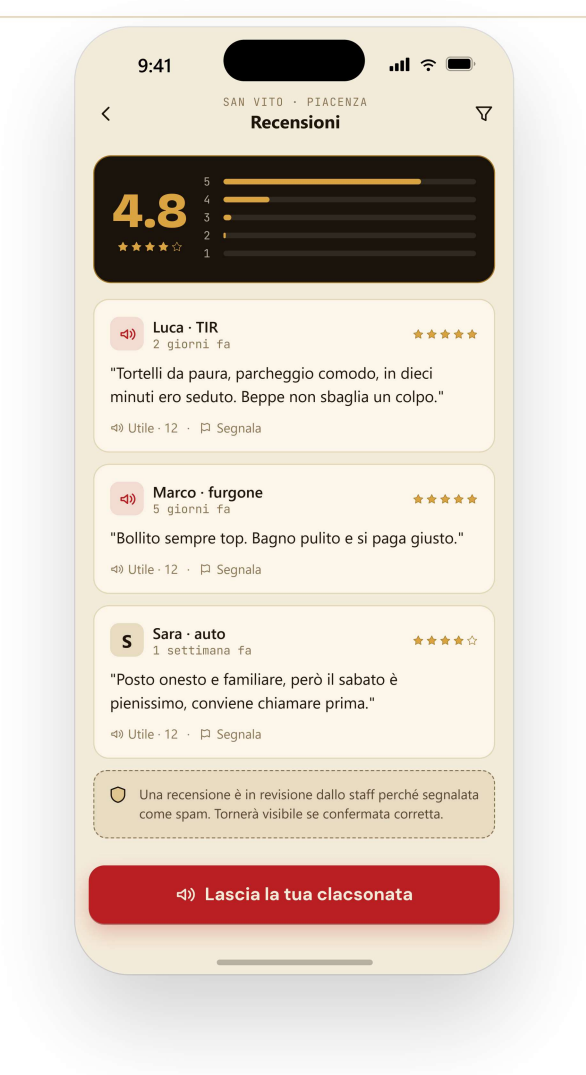 9:41
SAN VITO · PIACENZA
Recensioni
4.8
5
4
3
2
1
Luca · TIR
2 giorni fa
"Tortelli da paura, parcheggio comodo, in dieci
minuti ero seduto. Beppe non sbaglia un colpo."
Utile · 12 · Segnala
Marco · furgone
5 giorni fa
"Bollito sempre top. Bagno pulito e si paga giusto."
Utile · 12 · Segnala
S
Sara · auto
1 settimana fa
"Posto onesto e familiare, però il sabato è
pienissimo, conviene chiamare prima."
Utile · 12 · Segnala
Una recensione è in revisione dallo staff perché segnalata
come spam. Tornerà visibile se confermata corretta.
Lascia la tua clacsonata